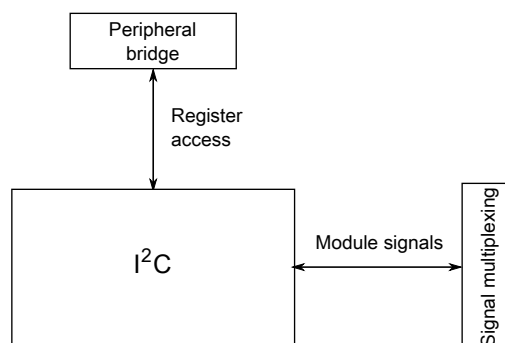 Peripheral
bridge
Register
access
I²C
Module signals
Signal multiplexing